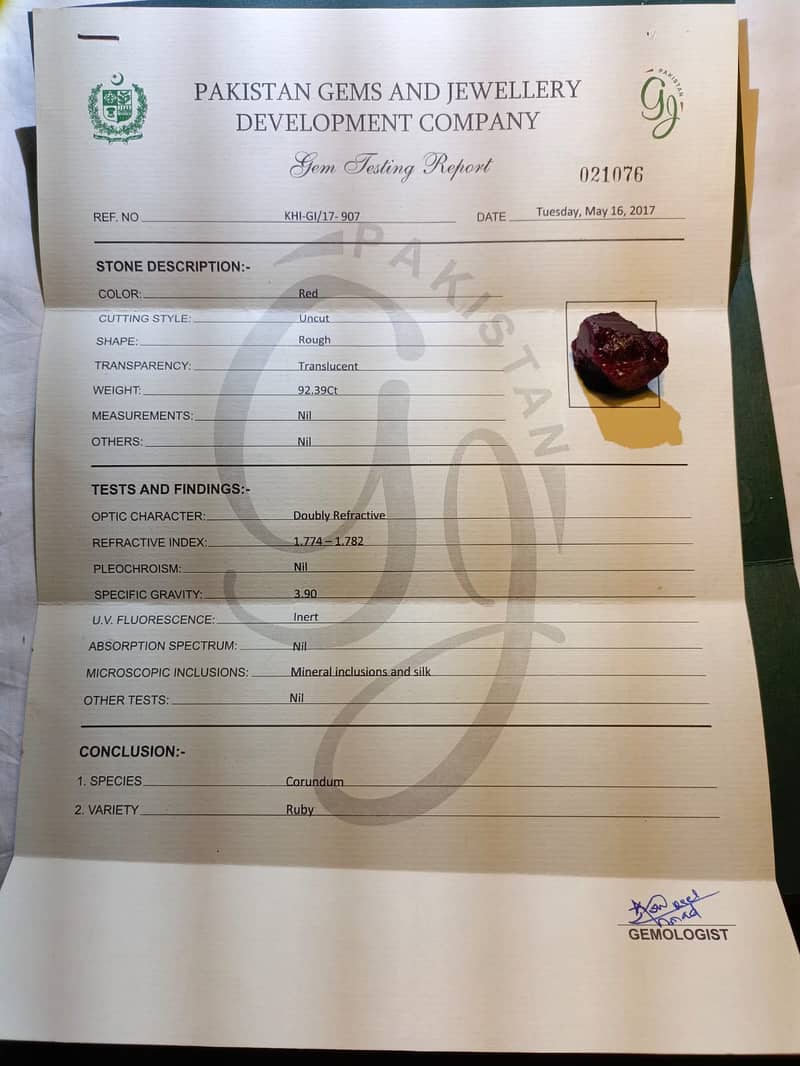 PAKISTAN GEMS AND JEWELLERY
DEVELOPMENT COMPANY
PAKISTAN
Gj
Gem Testing Report
021076
REF. NO KHI-GI/17- 907 DATE Tuesday, May 16, 2017
STONE DESCRIPTION:-
COLOR: Red
CUTTING STYLE: Uncut
SHAPE: Rough
TRANSPARENCY: Translucent
WEIGHT: 92.39Ct
MEASUREMENTS: Nil
OTHERS: Nil
PAKISTAN
Gj
TESTS AND FINDINGS:-
OPTIC CHARACTER: Doubly Refractive
REFRACTIVE INDEX: 1.774 – 1.782
PLEOCHROISM: Nil
SPECIFIC GRAVITY: 3.90
U.V. FLUORESCENCE: Inert
ABSORPTION SPECTRUM: Nil
MICROSCOPIC INCLUSIONS: Mineral inclusions and silk
OTHER TESTS: Nil
CONCLUSION:-
1. SPECIES Corundum
2. VARIETY Ruby
GEMOLOGIST